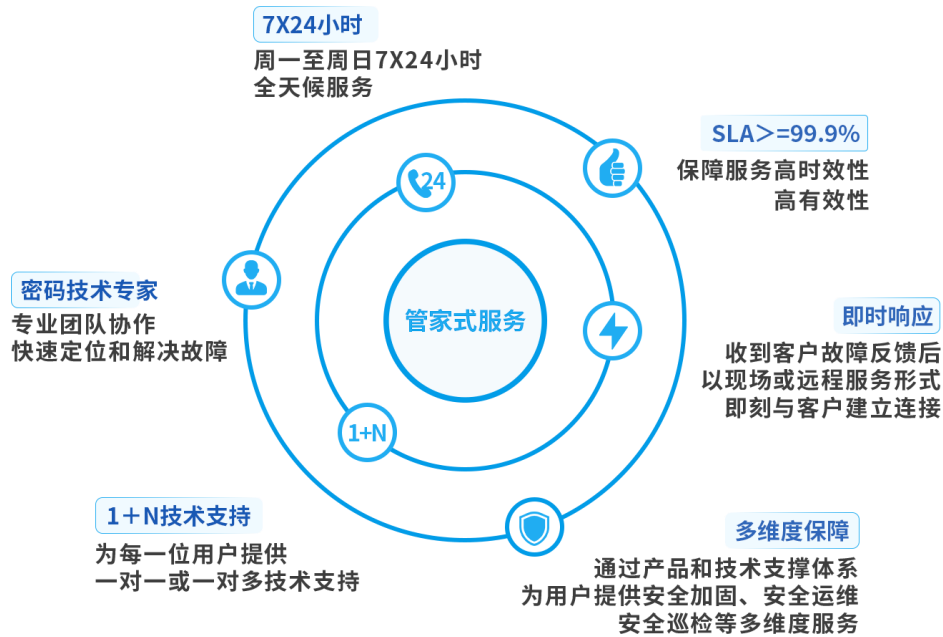 7X24小时
周一至周日7X24小时
全天候服务
SLA＞=99.9%
保障服务高时效性
高有效性
24
密码技术专家
专业团队协作
快速定位和解决故障
管家式服务
即时响应
收到客户故障反馈后
以现场或远程服务形式
即刻与客户建立连接
1+N
1＋N技术支持
为每一位用户提供
一对一或一对多技术支持
多维度保障
通过产品和技术支撑体系
为用户提供安全加固、安全运维
安全巡检等多维度服务